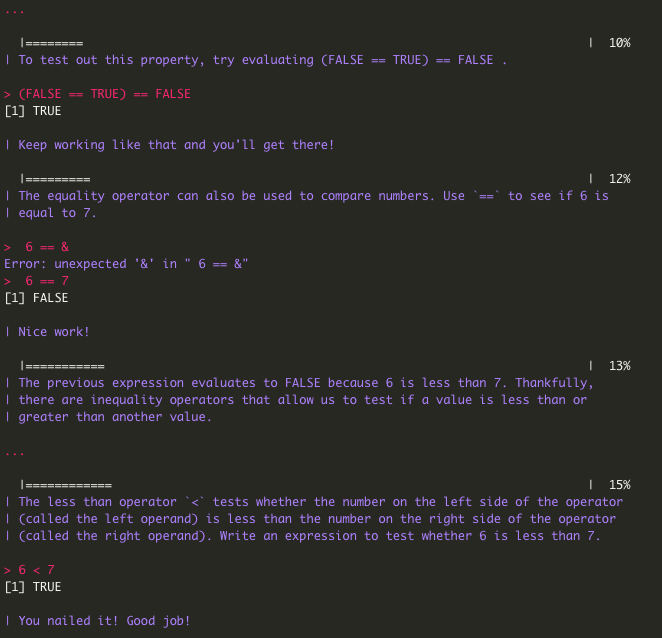 ...
|======== | 10%
| To test out this property, try evaluating (FALSE == TRUE) == FALSE .
> (FALSE == TRUE) == FALSE
[1] TRUE
| Keep working like that and you'll get there!
|========= | 12%
| The equality operator can also be used to compare numbers. Use `==` to see if 6 is
| equal to 7.
>  6 == &
Error: unexpected '&' in " 6 == &"
>  6 == 7
[1] FALSE
| Nice work!
|=========== | 13%
| The previous expression evaluates to FALSE because 6 is less than 7. Thankfully,
| there are inequality operators that allow us to test if a value is less than or
| greater than another value.
...
|============ | 15%
| The less than operator `<` tests whether the number on the left side of the operator
| (called the left operand) is less than the number on the right side of the operator
| (called the right operand). Write an expression to test whether 6 is less than 7.
> 6 < 7
[1] TRUE
| You nailed it! Good job!